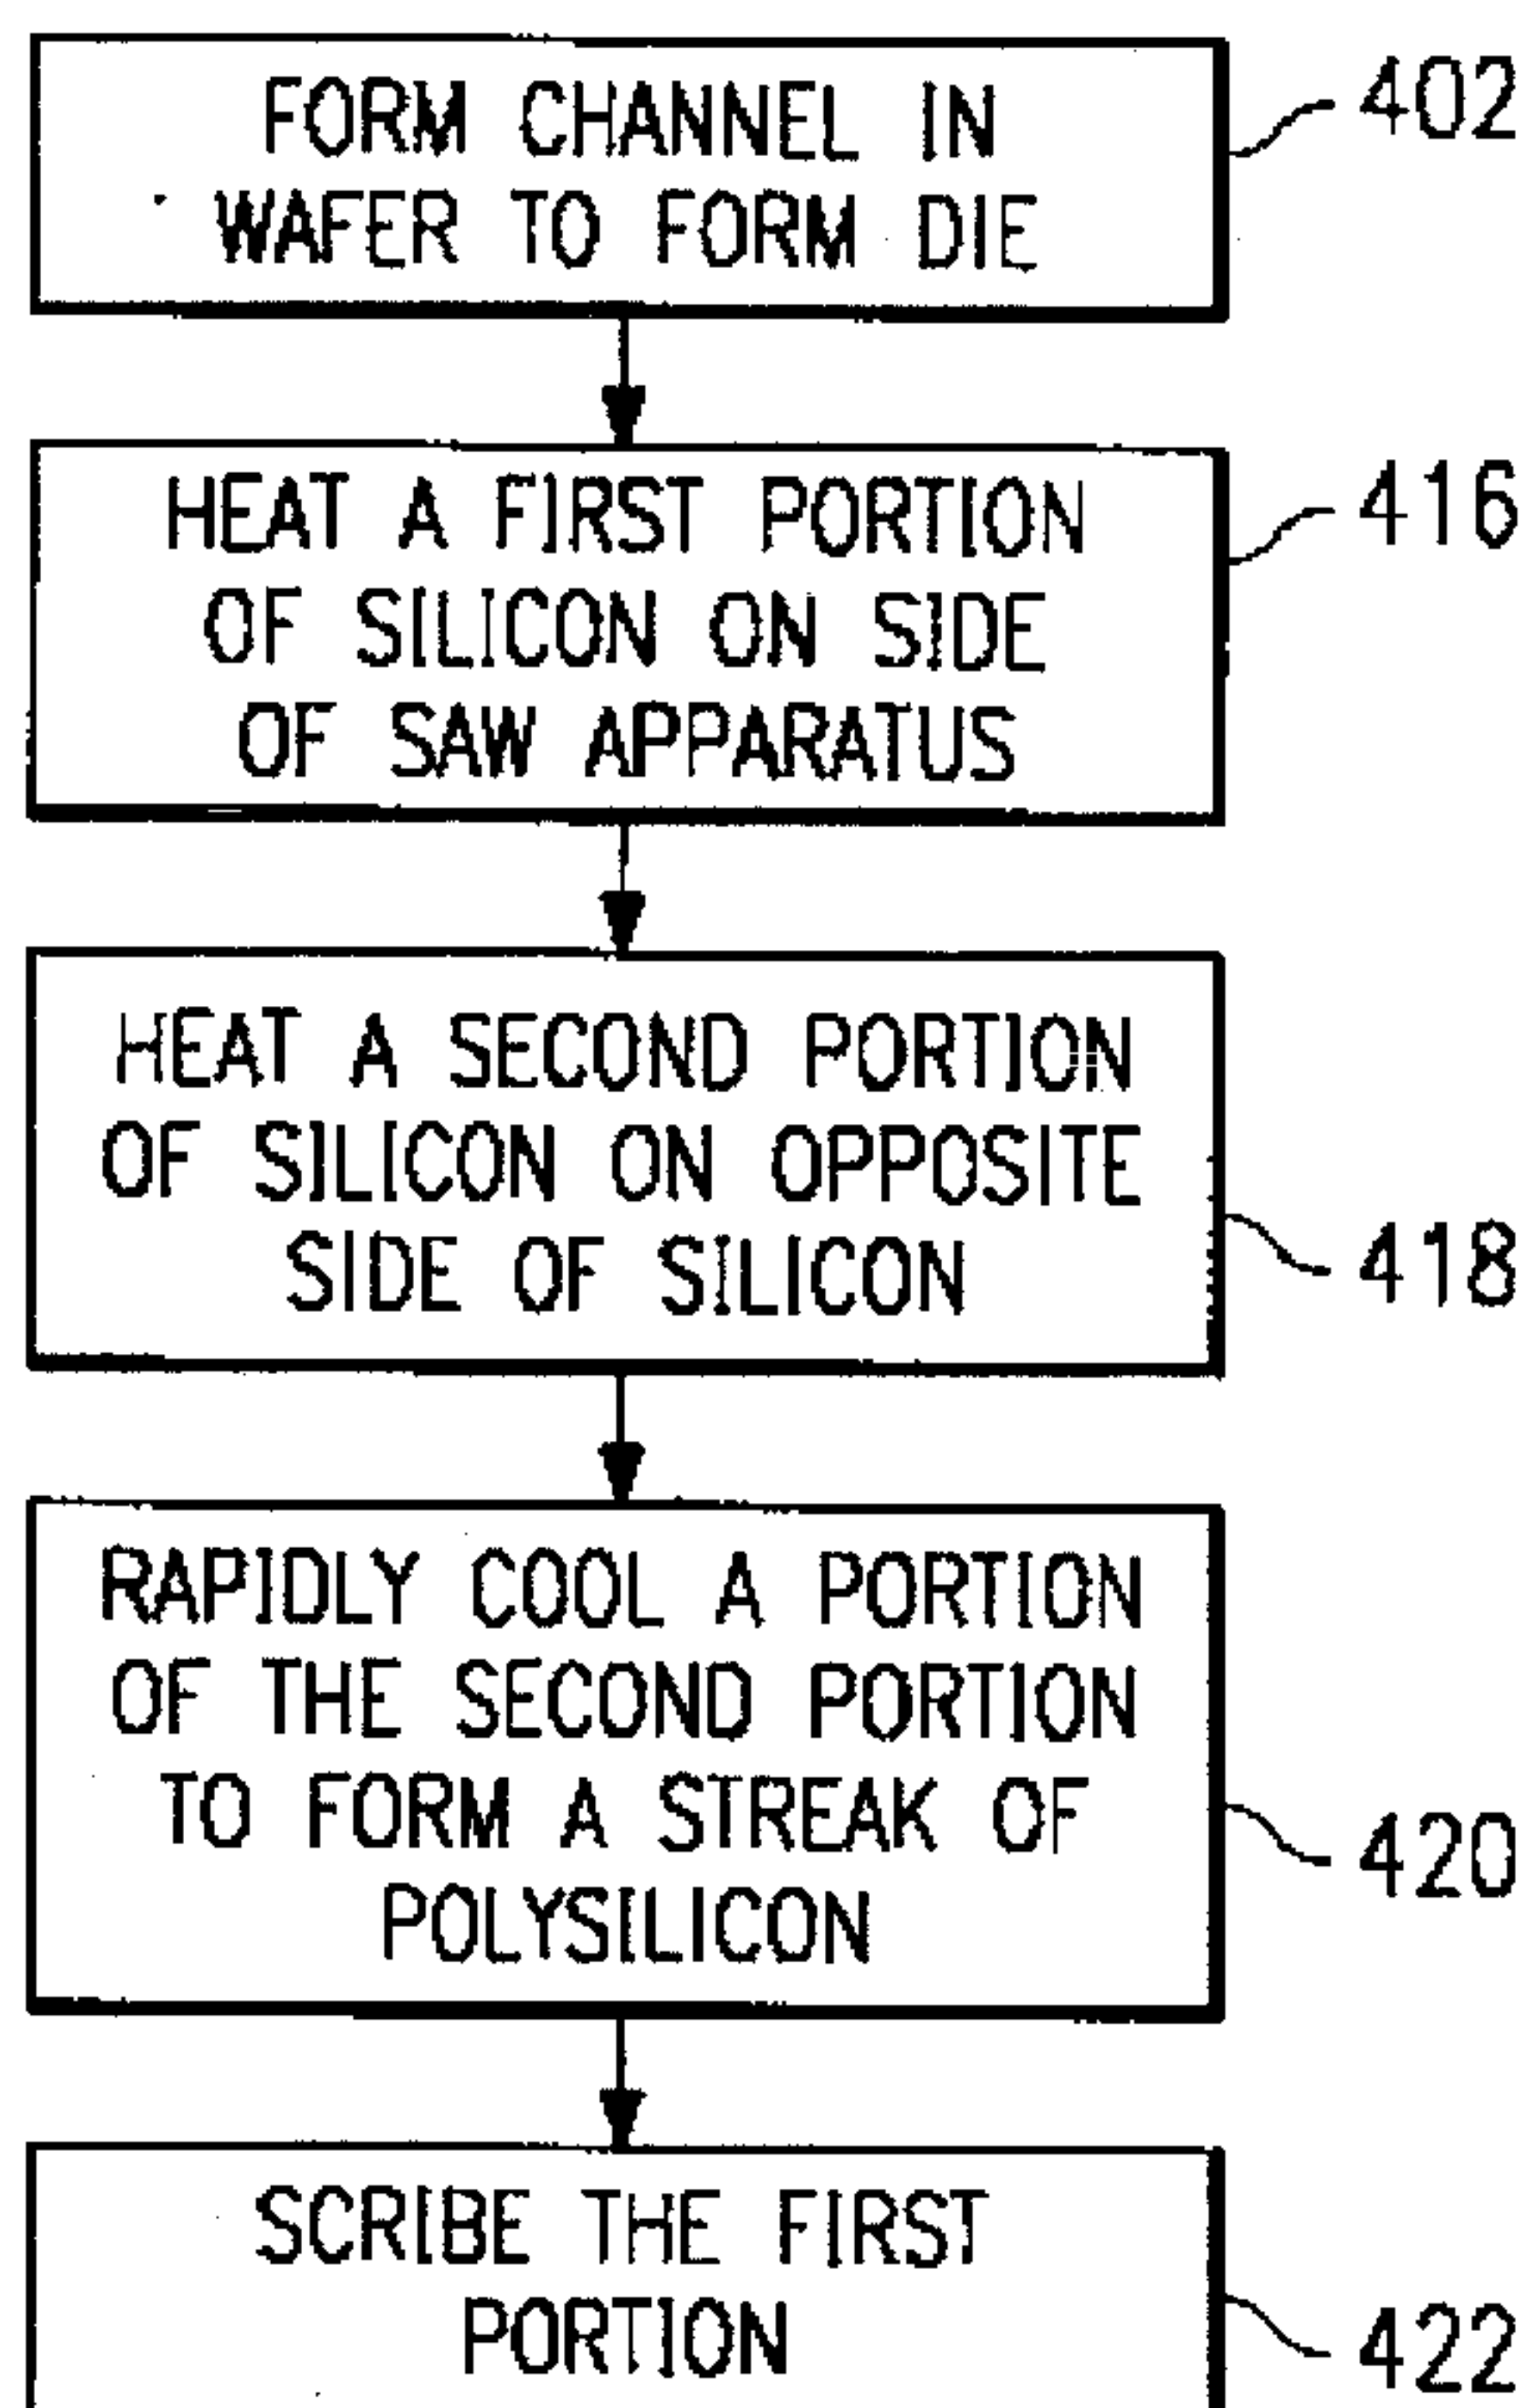 FORM CHANNEL IN
WAFER TO FORM DIE
402
HEAT A FIRST PORTION
OF SILICON ON SIDE
OF SAW APPARATUS
416
HEAT A SECOND PORTION
OF SILICON ON OPPOSITE
SIDE OF SILICON
418
RAPIDLY COOL A PORTION
OF THE SECOND PORTION
TO FORM A STREAK OF
POLYSILICON
420
SCRIBE THE FIRST
PORTION
422